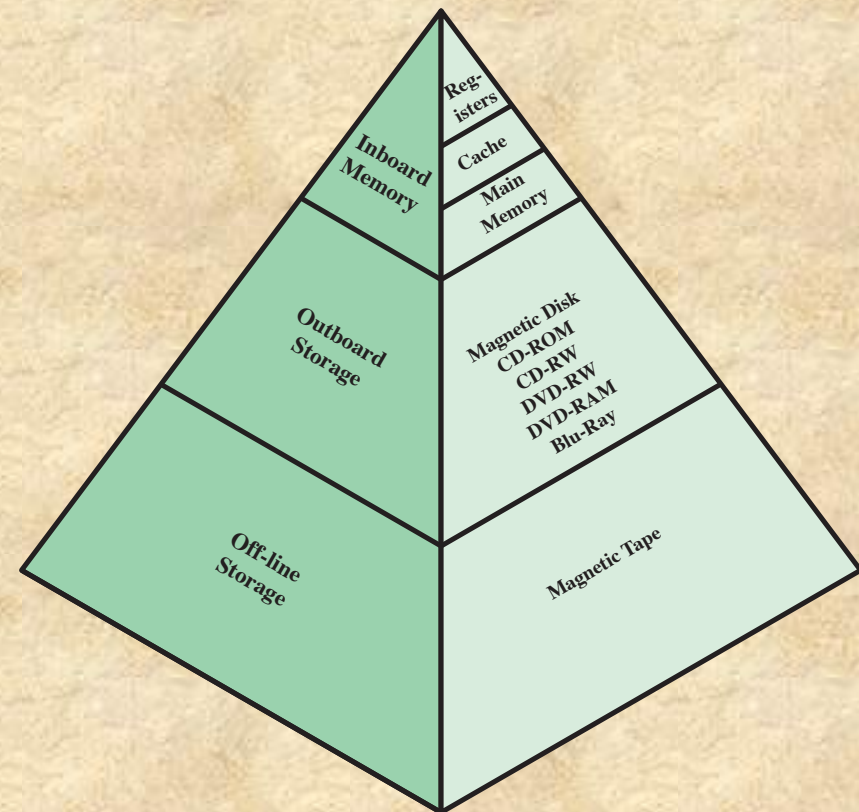 Reg-
isters
Cache
Main
Memory
Inboard
Memory
Magnetic Disk
CD-ROM
CD-RW
DVD-RW
DVD-RAM
Blu-Ray
Outboard
Storage
Magnetic Tape
Off-line
Storage